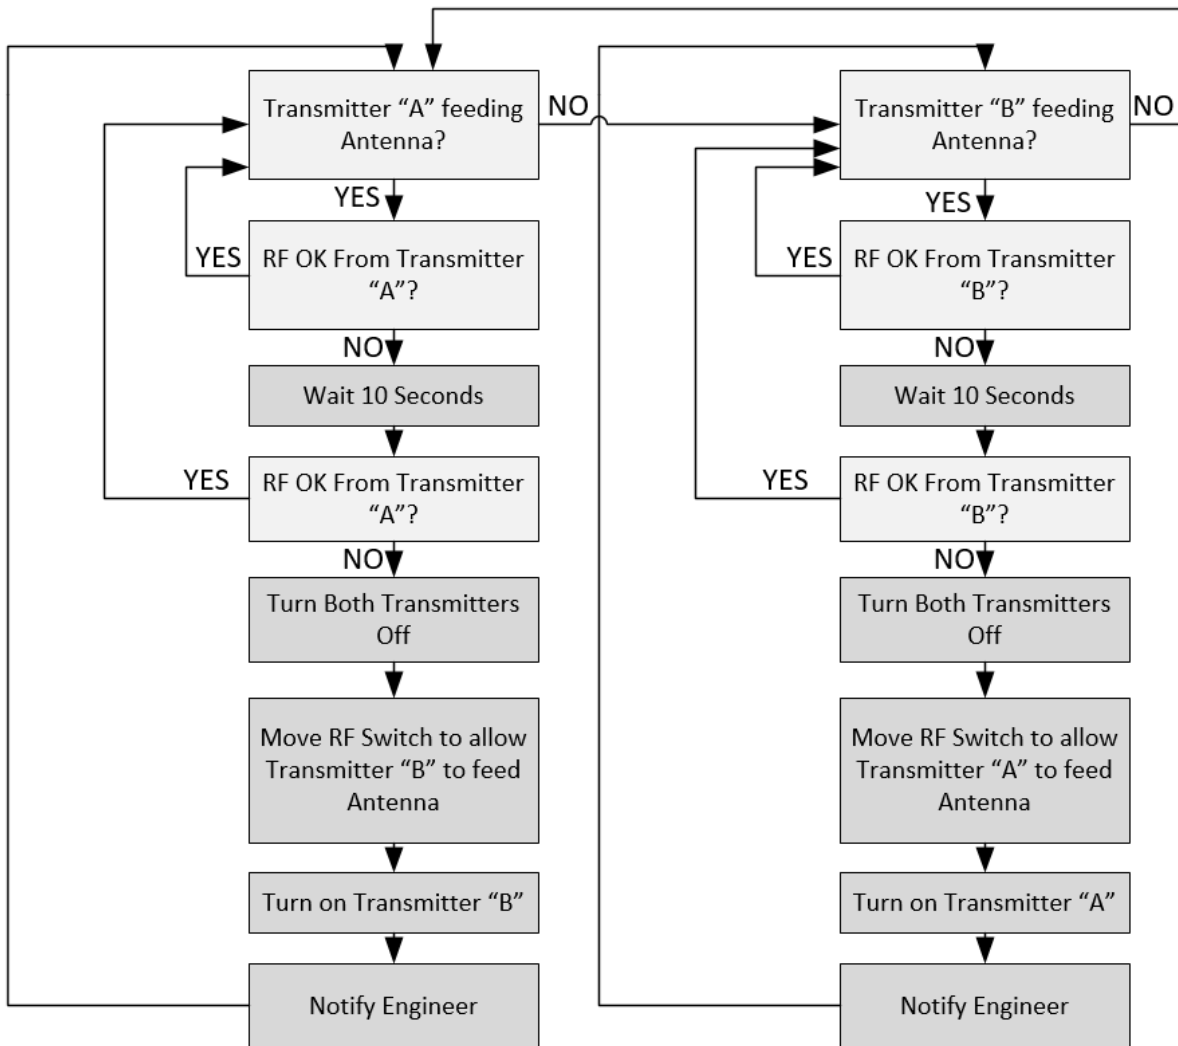 Transmitter “A” feeding
Antenna?
NO
YES
RF OK From Transmitter
“A”?
YES
NO
Wait 10 Seconds
RF OK From Transmitter
“A”?
YES
NO
Turn Both Transmitters
Off
Move RF Switch to allow
Transmitter “B” to feed
Antenna
Turn on Transmitter “B”
Notify Engineer
Transmitter “B” feeding
Antenna?
NO
YES
RF OK From Transmitter
“B”?
YES
NO
Wait 10 Seconds
RF OK From Transmitter
“B”?
YES
NO
Turn Both Transmitters
Off
Move RF Switch to allow
Transmitter “A” to feed
Antenna
Turn on Transmitter “A”
Notify Engineer